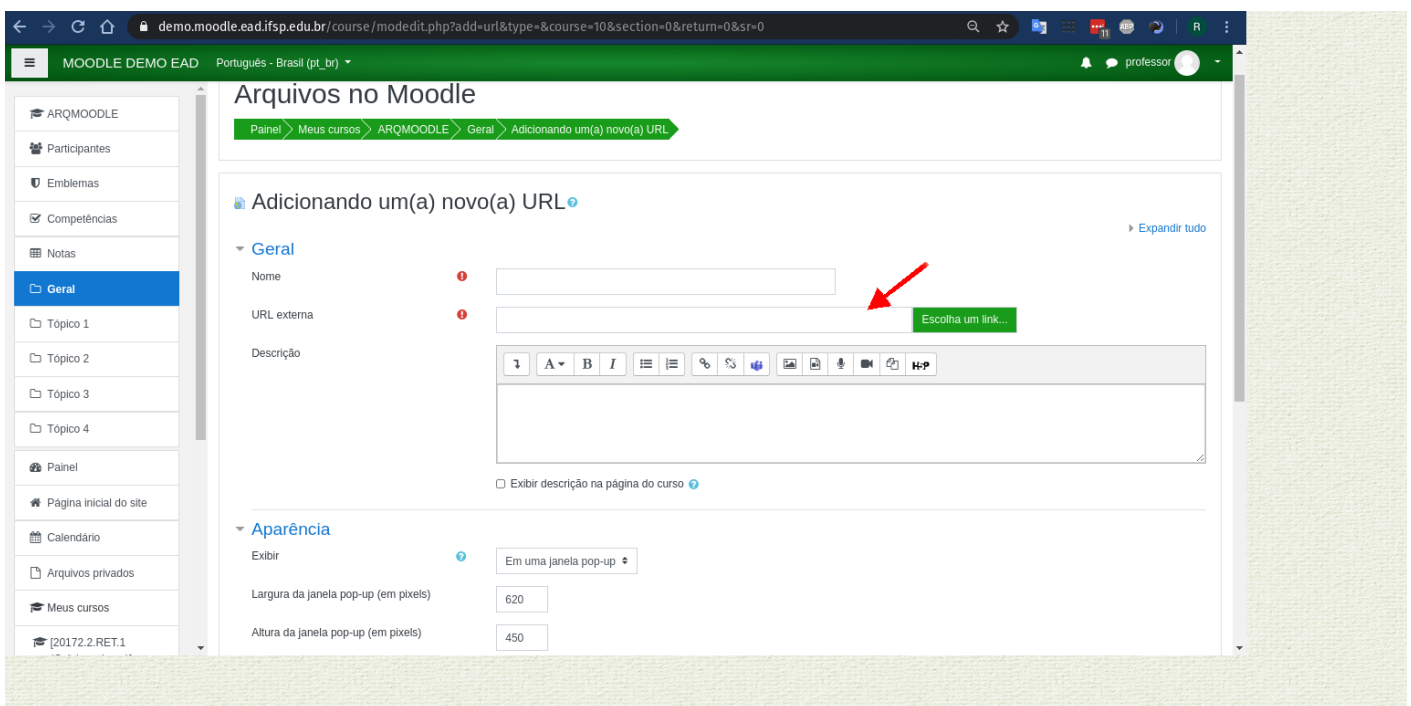 demo.moodle.ead.ifsp.edu.br/course/modedit.php?add=url&type=&course=10&section=0&return=0&sr=0
11
ABP
R
MOODLE DEMO EAD
Português - Brasil (pt_br)
professor
ARQMOODLE
Participantes
Emblemas
Competências
Notas
Geral
Tópico 1
Tópico 2
Tópico 3
Tópico 4
Painel
Página inicial do site
Calendário
Arquivos privados
Meus cursos
[20172.2.RET.1
Arquivos no Moodle
Painel Meus cursos ARQMOODLE Geral Adicionando um(a) novo(a) URL
Adicionando um(a) novo(a) URL
Expandir tudo
Geral
Nome
URL externa
Escolha um link...
Descrição
A B I H5P
Exibir descrição na página do curso
Aparência
Exibir
Em uma janela pop-up
Largura da janela pop-up (em pixels)
620
Altura da janela pop-up (em pixels)
450